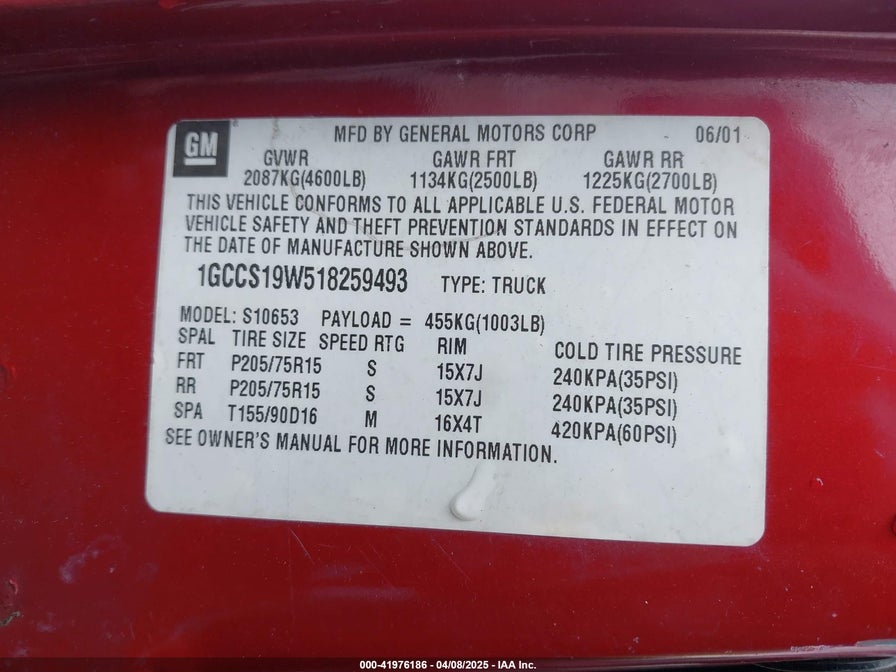 GM
MFD BY GENERAL MOTORS CORP 06/01
GVWR GAWR FRT GAWR RR
2087KG(4600LB) 1134KG(2500LB) 1225KG(2700LB)
THIS VEHICLE CONFORMS TO ALL APPLICABLE U.S. FEDERAL MOTOR
VEHICLE SAFETY AND THEFT PREVENTION STANDARDS IN EFFECT ON
THE DATE OF MANUFACTURE SHOWN ABOVE.
1GCCS19W518259493 TYPE: TRUCK
MODEL: S10653 PAYLOAD = 455KG(1003LB)
SPAL TIRE SIZE SPEED RTG RIM COLD TIRE PRESSURE
FRT P205/75R15 S 15X7J 240KPA(35PSI)
RR P205/75R15 S 15X7J 240KPA(35PSI)
SPA T155/90D16 M 16X4T 420KPA(60PSI)
SEE OWNER'S MANUAL FOR MORE INFORMATION.
000-41976186 - 04/08/2025 - IAA Inc.